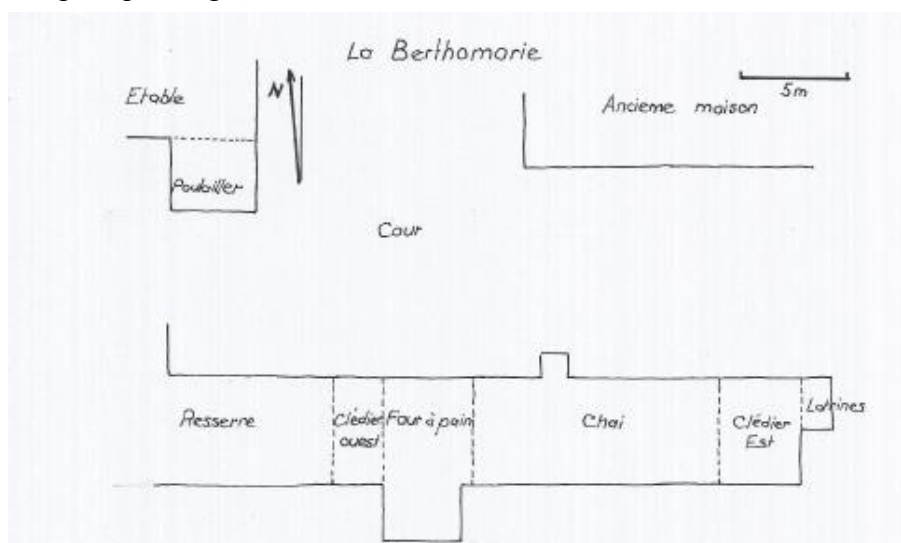 La Berthomarie
Etable
N
5m
Ancienne maison
Poulailler
Cour
Resserre
Clédier
ouest
Four à pain
Chai
Clédier
Est
Latrines